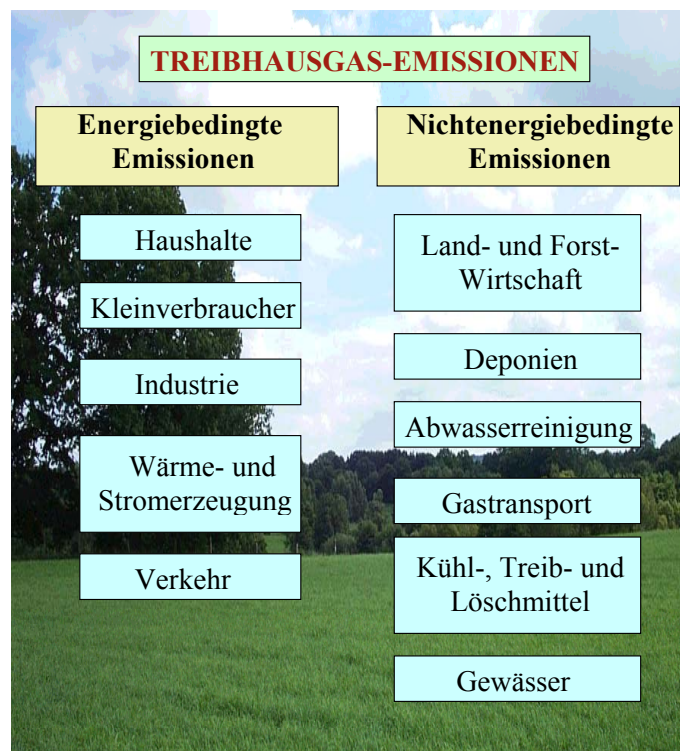 TREIBHAUSGAS-EMISSIONEN
Energiebedingte
Emissionen
Haushalte
Kleinverbraucher
Industrie
Wärme- und
Stromerzeugung
Verkehr
Nichtenergiebedingte
Emissionen
Land- und Forst-
Wirtschaft
Deponien
Abwasserreinigung
Gastransport
Kühl-, Treib- und
Löschmittel
Gewässer